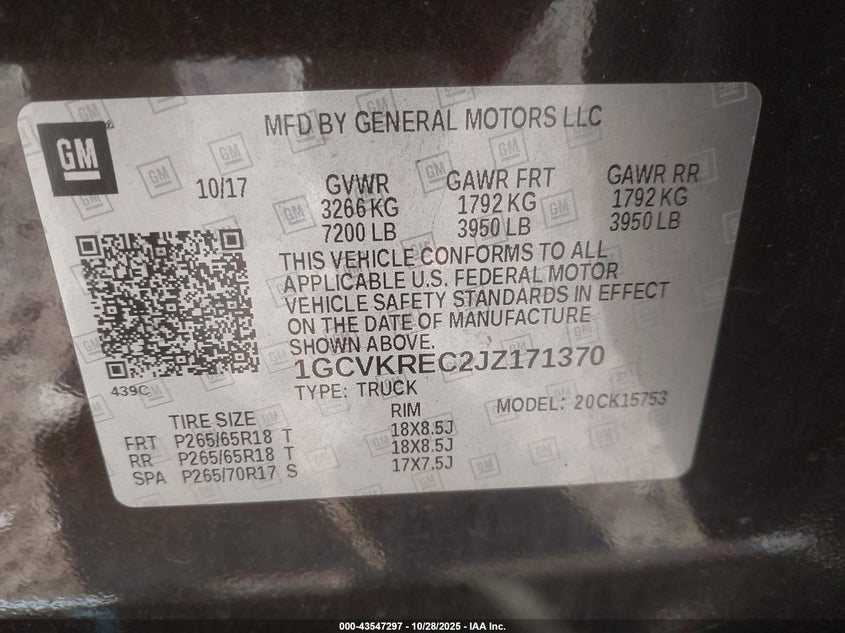 GM
MFD BY GENERAL MOTORS LLC
10/17
GVWR
3266 KG
7200 LB
GAWR FRT
1792 KG
3950 LB
GAWR RR
1792 KG
3950 LB
THIS VEHICLE CONFORMS TO ALL
APPLICABLE U.S. FEDERAL MOTOR
VEHICLE SAFETY STANDARDS IN EFFECT
ON THE DATE OF MANUFACTURE
SHOWN ABOVE.
1GCVKREC2JZ171370
439C
TYPE: TRUCK
MODEL: 20CK15753
TIRE SIZE RIM
FRT P265/65R18 T 18X8.5J
RR P265/65R18 T 18X8.5J
SPA P265/70R17 S 17X7.5J
000-43547297 - 10/28/2025 - IAA Inc.